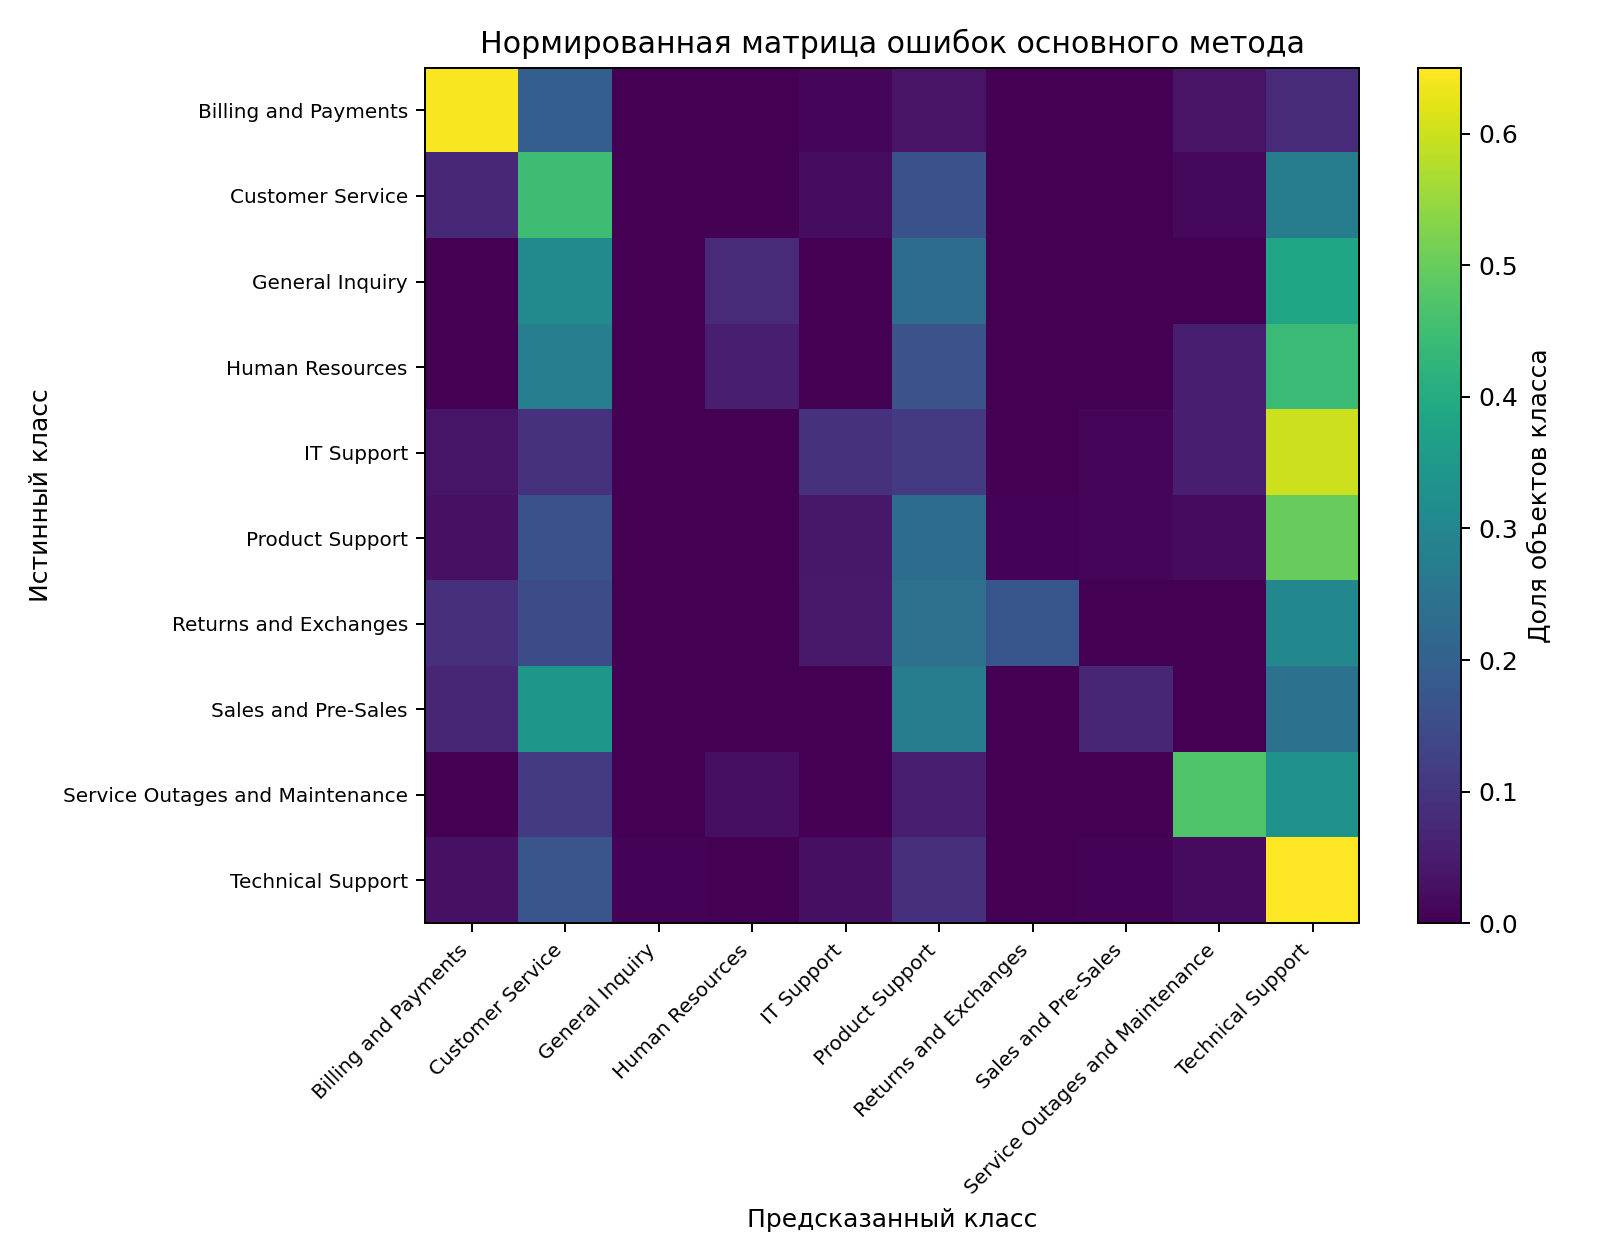 Нормированная матрица ошибок основного метода
Истинный класс
Billing and Payments
Customer Service
General Inquiry
Human Resources
IT Support
Product Support
Returns and Exchanges
Sales and Pre-Sales
Service Outages and Maintenance
Technical Support
Billing and Payments
Customer Service
General Inquiry
Human Resources
IT Support
Product Support
Returns and Exchanges
Sales and Pre-Sales
Service Outages and Maintenance
Technical Support
Предсказанный класс
0.6
0.5
0.4
0.3
0.2
0.1
0.0
Доля объектов класса